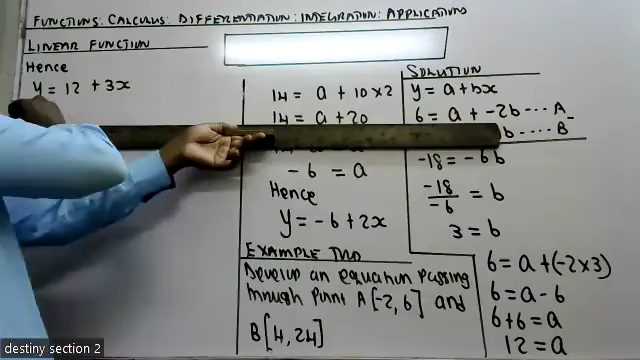 FUNCTIONS: CALCULUS: DIFFERENTIATION: INTEGRATION: APPLICATIONS
LINEAR FUNCTION
Hence
y = 12 + 3x
14 = a + 10×2
14 = a + 20
-6 = a
Hence
y = -6 + 2x
EXAMPLE TWO
Develop an equation passing
through point A[-2,6] and
B[4,24]
SOLUTION
y = a + bx
6 = a + -2b ---- A
b ---- B
-18 = -6b
-18/-6 = b
3 = b
6 = a + (-2×3)
6 = a - 6
6+6 = a
12 = a
destiny section 2